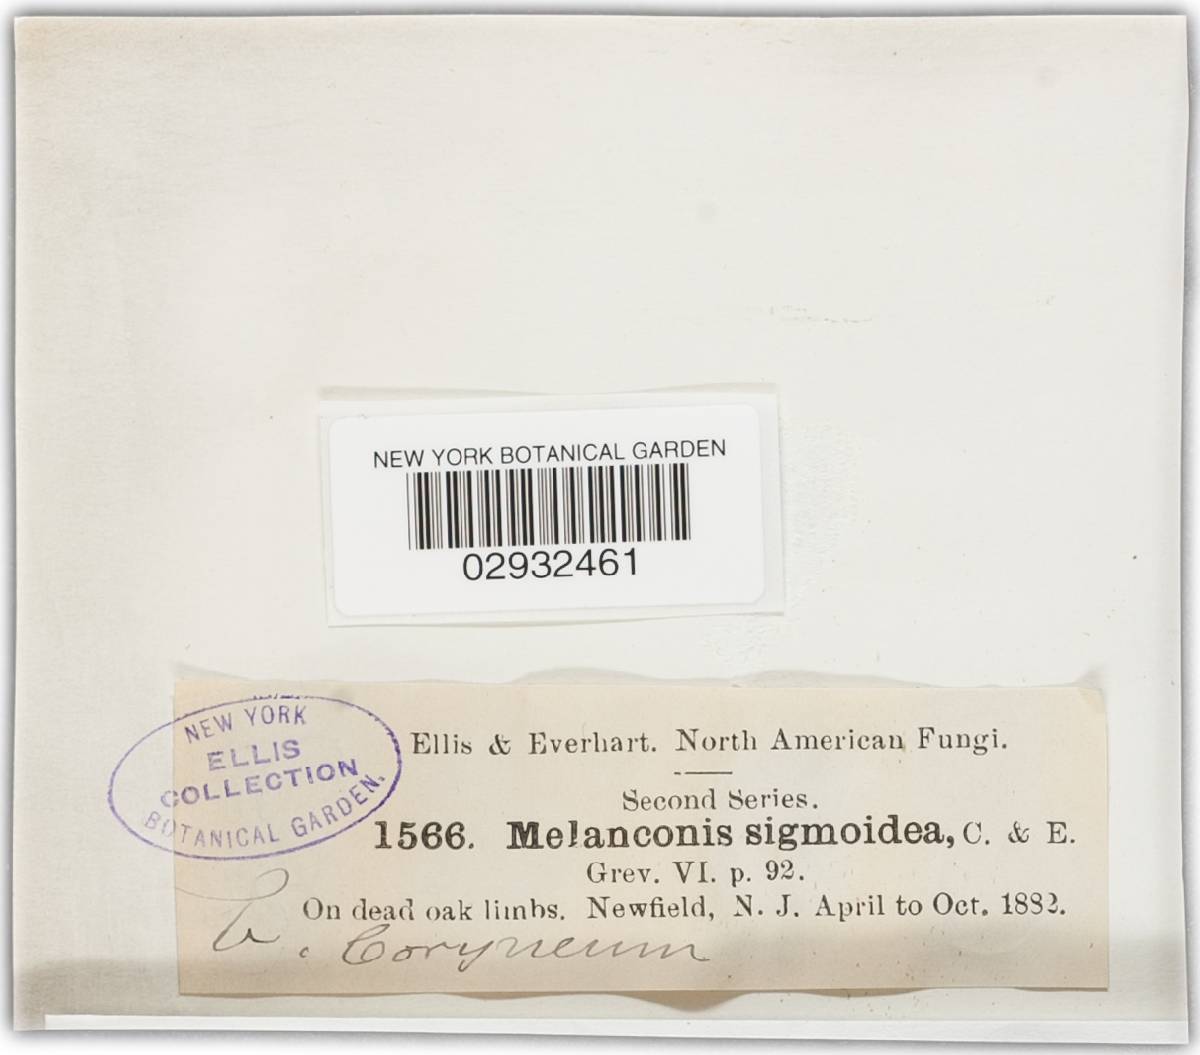 NEW YORK BOTANICAL GARDEN
02932461
NEW YORK
ELLIS
COLLECTION
BOTANICAL GARDEN.
Ellis & Everhart. North American Fungi.
Second Series.
1566. Melanconis sigmoidea, C. & E.
Grev. VI. p. 92.
On dead oak limbs. Newfield, N. J. April to Oct. 1882.
Coryneum